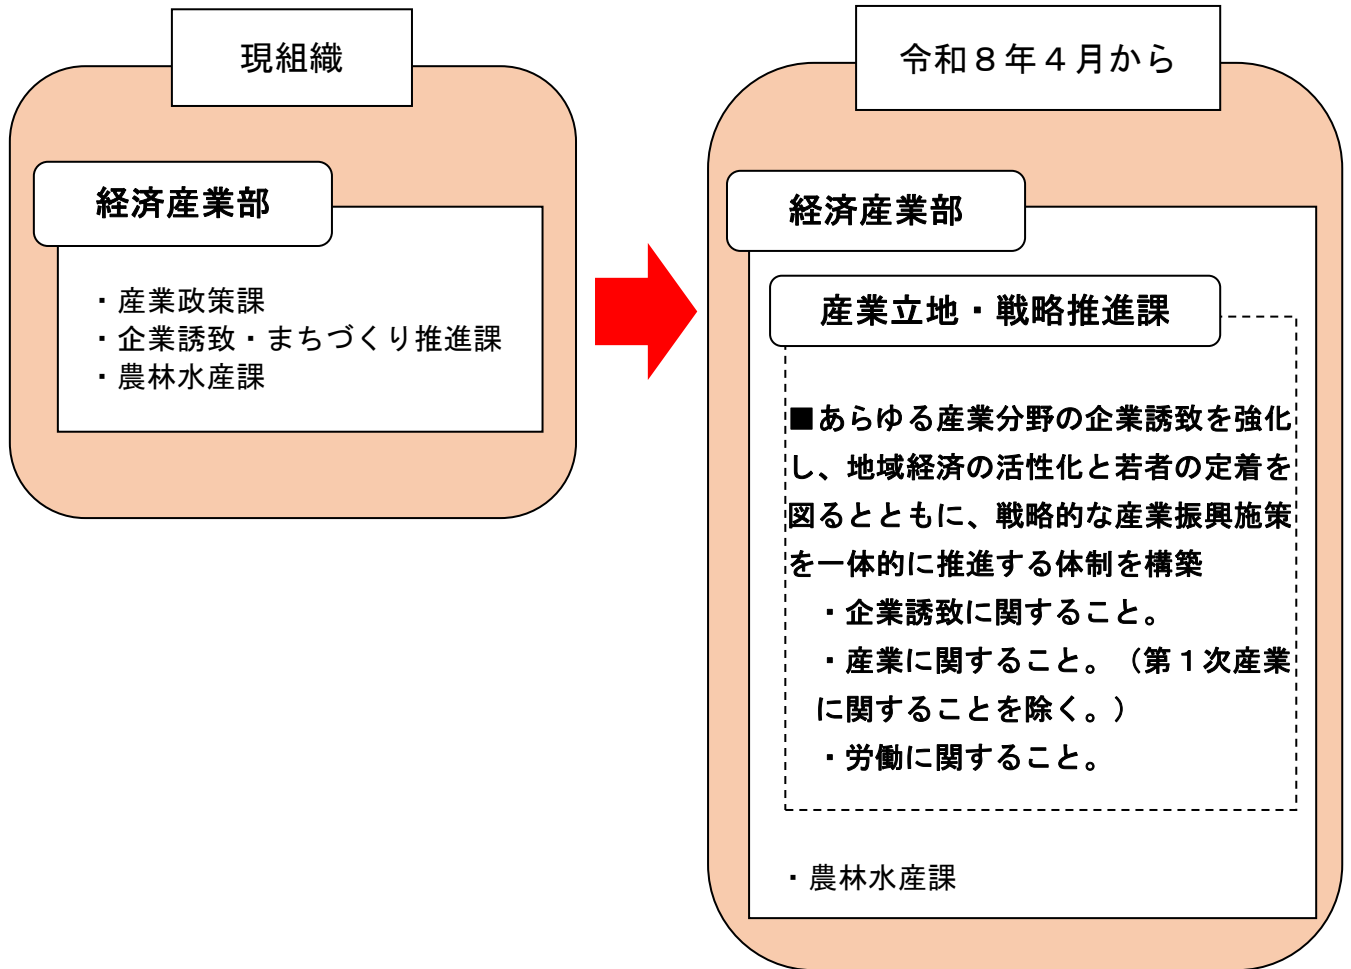 現組織
経済産業部
・産業政策課
・企業誘致・まちづくり推進課
・農林水産課
令和８年４月から
経済産業部
産業立地・戦略推進課
■あらゆる産業分野の企業誘致を強化
し、地域経済の活性化と若者の定着を
図るとともに、戦略的な産業振興施策
を一体的に推進する体制を構築
・企業誘致に関すること。
・産業に関すること。（第１次産業
に関することを除く。）
・労働に関すること。
・農林水産課